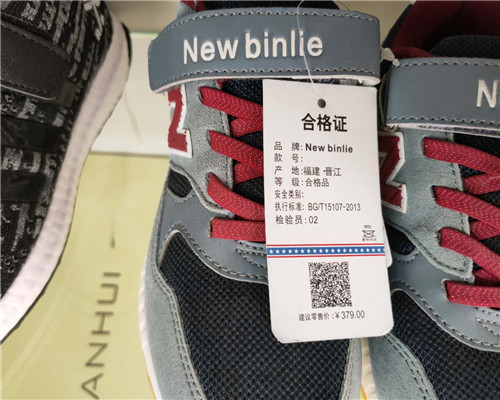 New binlie
合格证
品 牌: New binlie
款 号:
产 地: 福建·晋江
等 级: 合格品
安全类别:
执行标准: BG/T15107-2013
检验员: 02
建议零售价: ¥379.00
ANHUI
N